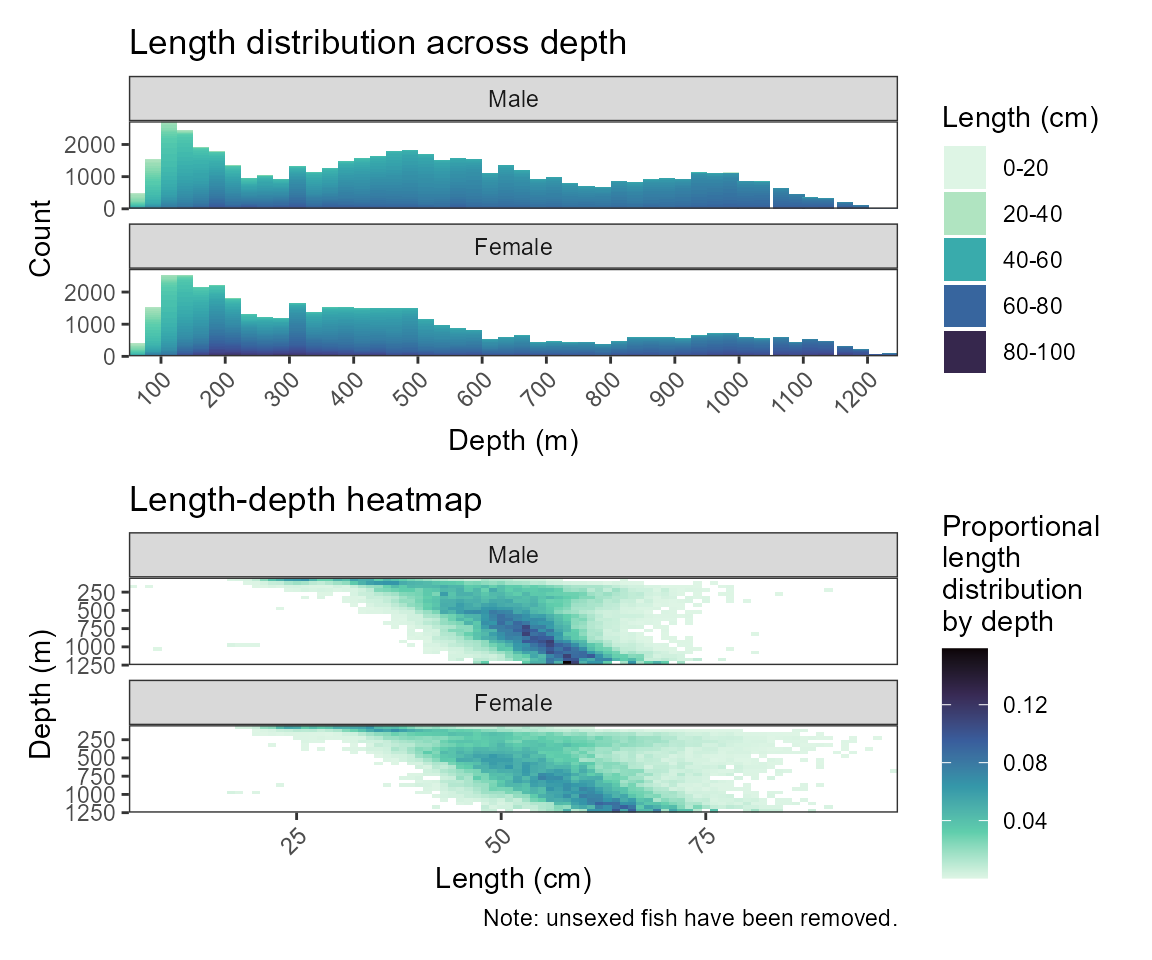 Length distribution across depth
Male
2000
1000
0
Female
2000
1000
0
Count
100
200
300
400
500
600
700
800
900
1000
1100
1200
Depth (m)
Length (cm)
0-20
20-40
40-60
60-80
80-100
Length-depth heatmap
Male
250
500
750
1000
1250
Female
250
500
750
1000
1250
Depth (m)
25
50
75
Length (cm)
Proportional
length
distribution
by depth
0.12
0.08
0.04
Note: unsexed fish have been removed.